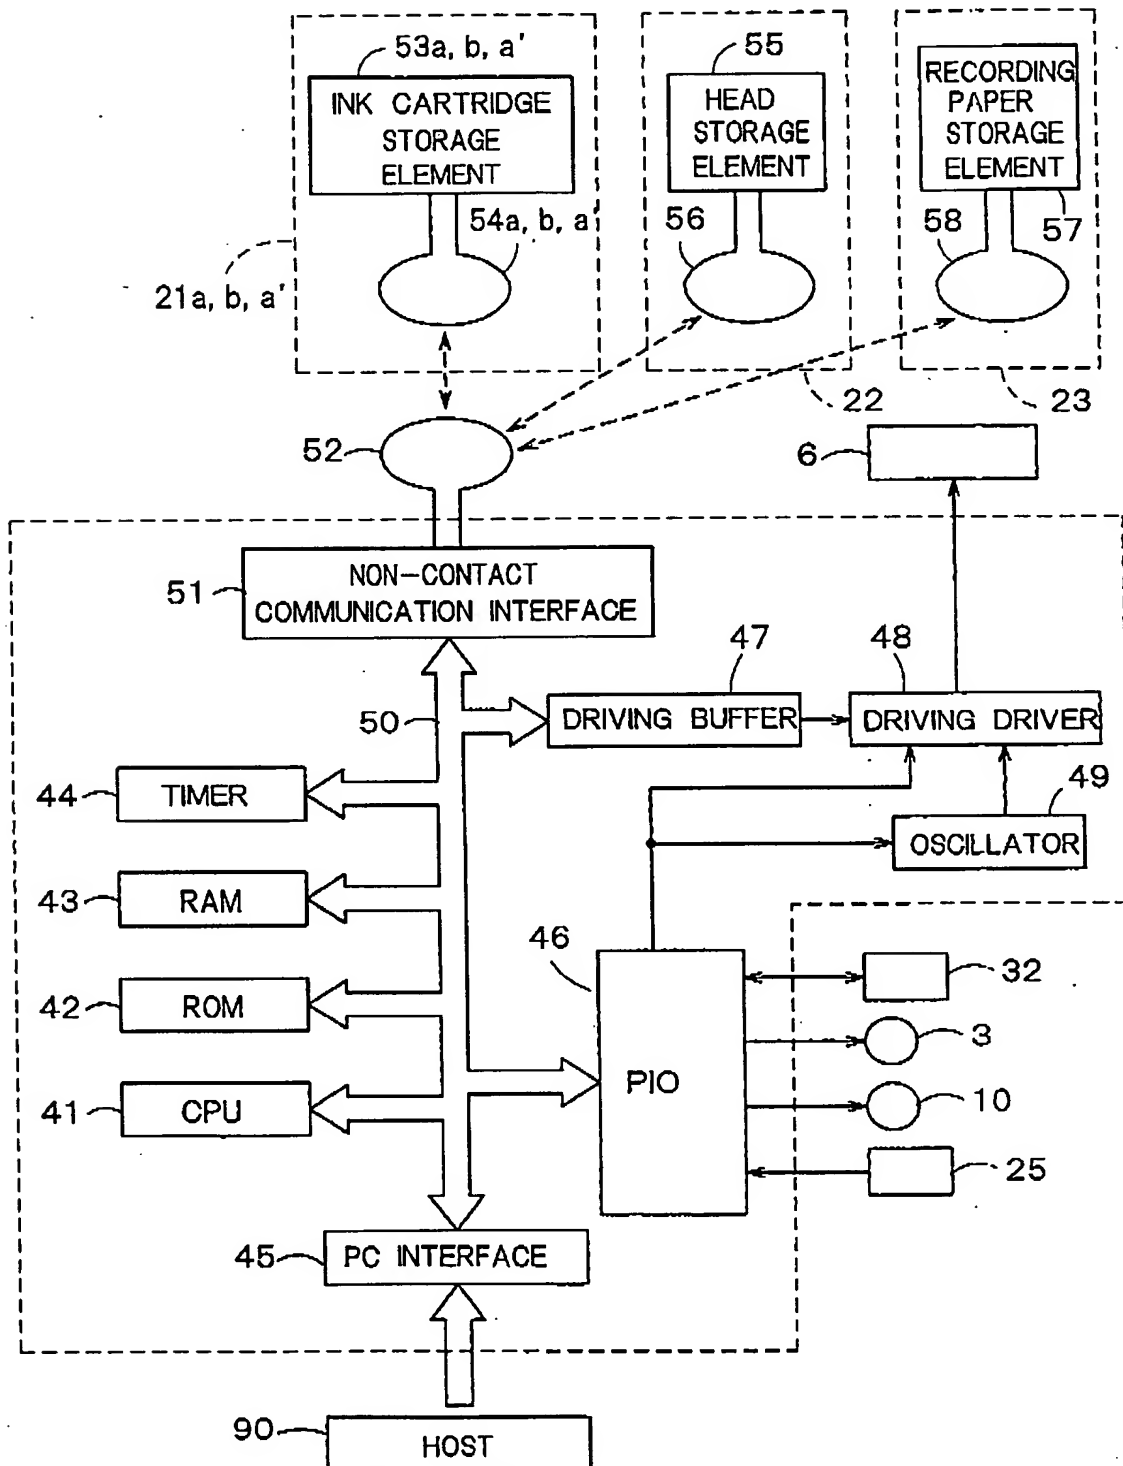 53a, b, a'
INK CARTRIDGE
STORAGE
ELEMENT
54a, b, a'
21a, b, a'
55
HEAD
STORAGE
ELEMENT
56
22
RECORDING
PAPER
STORAGE
ELEMENT
58
57
23
52
6
51
NON-CONTACT
COMMUNICATION INTERFACE
47
48
50
DRIVING BUFFER
DRIVING DRIVER
44
TIMER
49
OSCILLATOR
43
RAM
46
32
42
ROM
3
PIO
41
CPU
10
25
45
PC INTERFACE
90
HOST